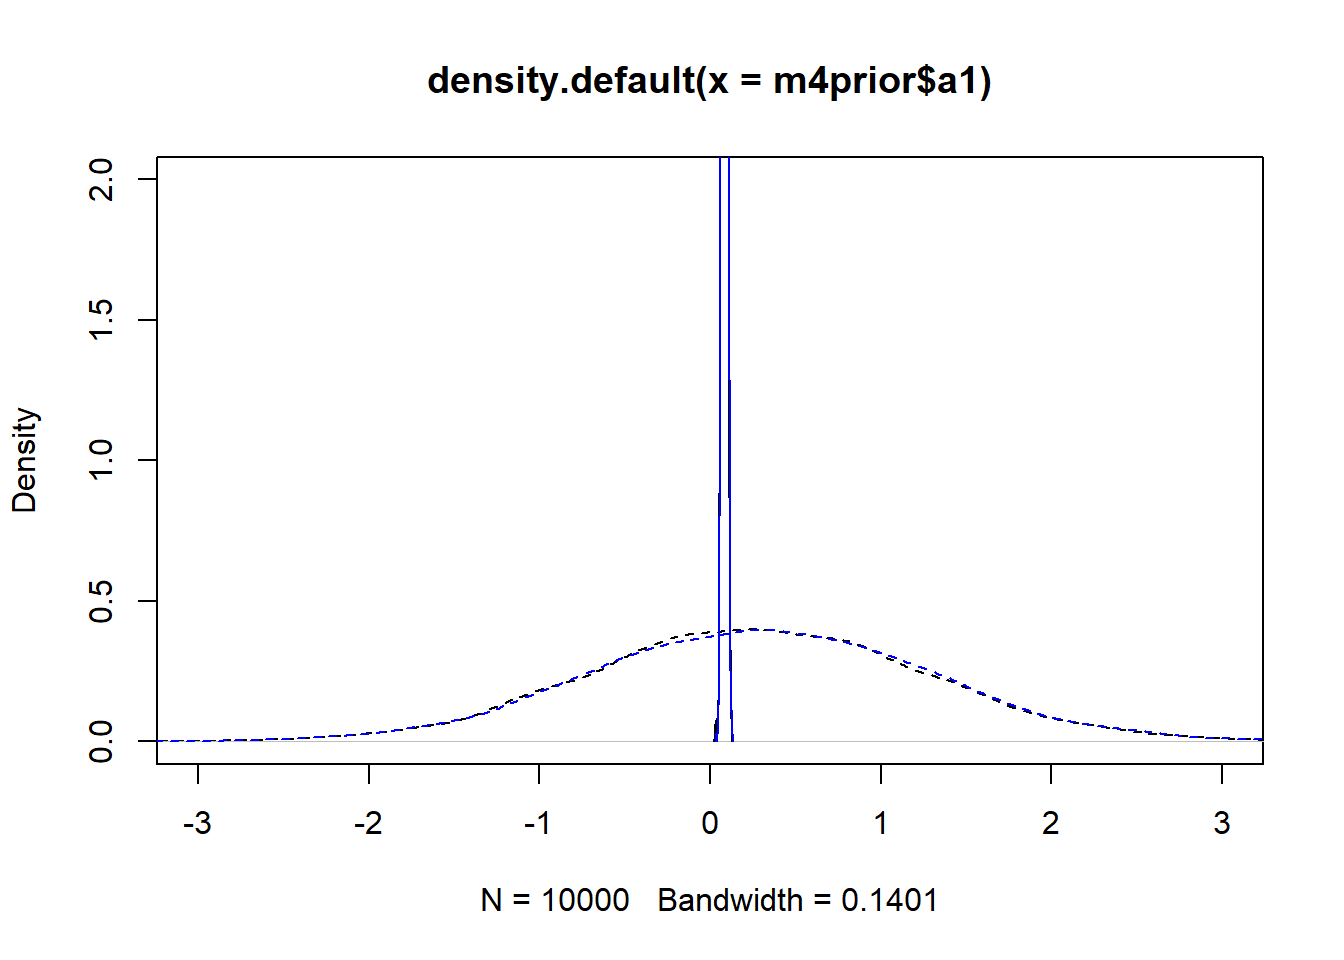 density.default(x = m4prior$a1)
Density
2.0
1.5
1.0
0.5
0.0
-3 -2 -1 0 1 2 3
N = 10000 Bandwidth = 0.1401